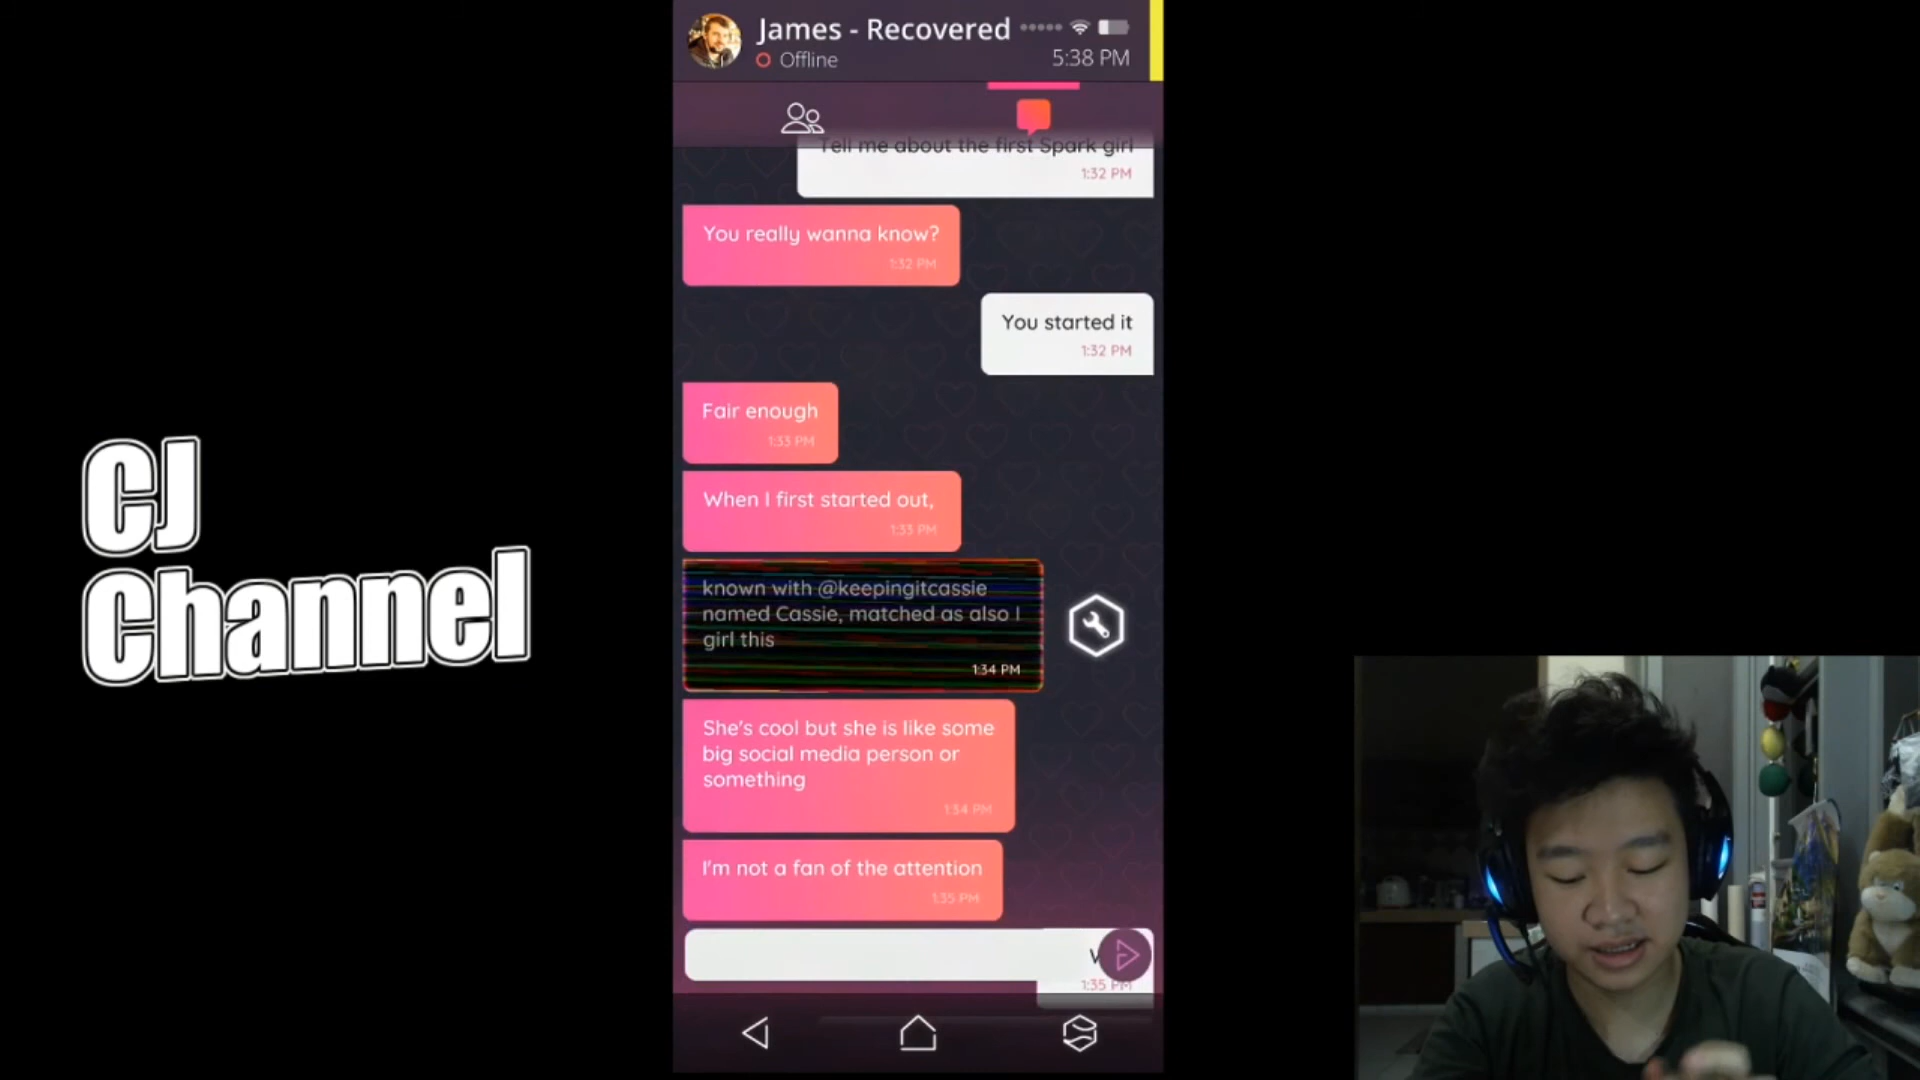 James - Recovered
Offline
5:38 PM
Tell me about the first Spark girl
1:32 PM
You really wanna know?
1:32 PM
You started it
1:32 PM
Fair enough
1:33 PM
When I first started out,
1:33 PM
known with @keepingitcassie
named Cassie, matched as also I
girl this
1:34 PM
She's cool but she is like some
big social media person or
something
1:34 PM
I'm not a fan of the attention
1:35 PM
1:35 PM
CJ
Channel